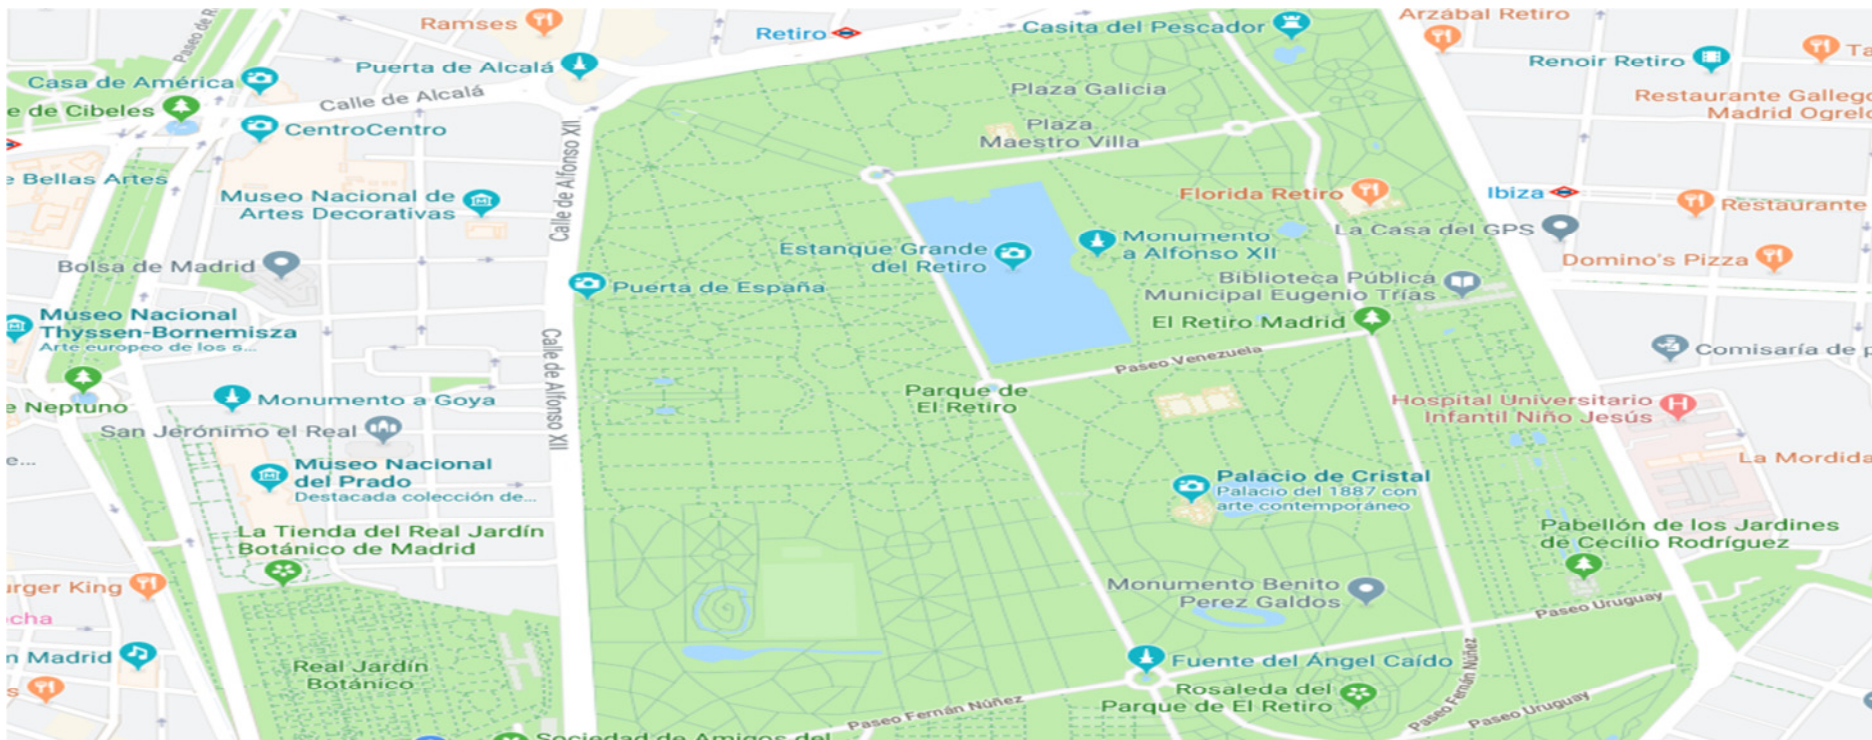 Ramses
Retiro
Casita del Pescador
Arzábal Retiro
Paseo de R
Casa de América
Puerta de Alcalá
Renoir Retiro
Ta
e de Cibeles
Calle de Alcalá
Plaza Galicia
Restaurante Gallego
Madrid Ogrelo
CentroCentro
Plaza
Maestro Villa
e Bellas Artes
Museo Nacional de
Artes Decorativas
Calle de Alfonso XII
Florida Retiro
Ibiza
Restaurante
Estanque Grande
del Retiro
Monumento
a Alfonso XII
La Casa del GPS
Bolsa de Madrid
Domino's Pizza
Puerta de España
Biblioteca Pública
Municipal Eugenio Trías
Museo Nacional
Thyssen-Bornemisza
Arte europeo de los s...
El Retiro Madrid
Calle de Alfonso XII
Paseo Venezuela
Comisaría de p
e Neptuno
Monumento a Goya
Parque de
El Retiro
Hospital Universitario
Infantil Niño Jesús
San Jerónimo el Real
e...
Museo Nacional
del Prado
Destacada colección de...
Palacio de Cristal
Palacio del 1887 con
arte contemporáneo
La Mordida
La Tienda del Real Jardín
Botánico de Madrid
Pabellón de los Jardines
de Cecilio Rodríguez
urger King
Monumento Benito
Perez Galdos
Paseo Uruguay
cha
n Madrid
Real Jardín
Botánico
Fuente del Ángel Caído
Paseo Fernán Núñez
s
Rosaleda del
Parque de El Retiro
Paseo Fernán Núñez
Paseo Uruguay
Sociedad de Amigos del